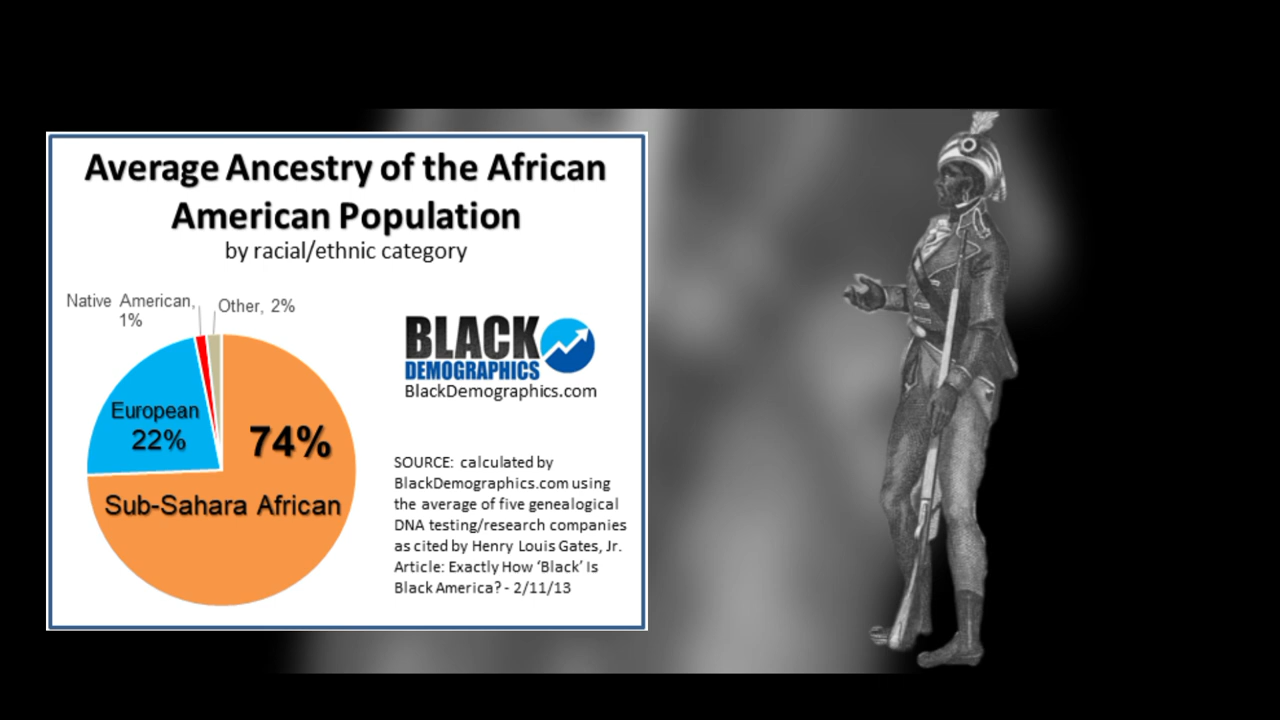 Average Ancestry of the African
American Population
by racial/ethnic category
Native American,
1%
Other, 2%
European
22%
74%
Sub-Sahara African
BLACK
DEMOGRAPHICS
BlackDemographics.com
SOURCE: calculated by
BlackDemographics.com using
the average of five genealogical
DNA testing/research companies
as cited by Henry Louis Gates, Jr.
Article: Exactly How ‘Black’ Is
Black America? - 2/11/13